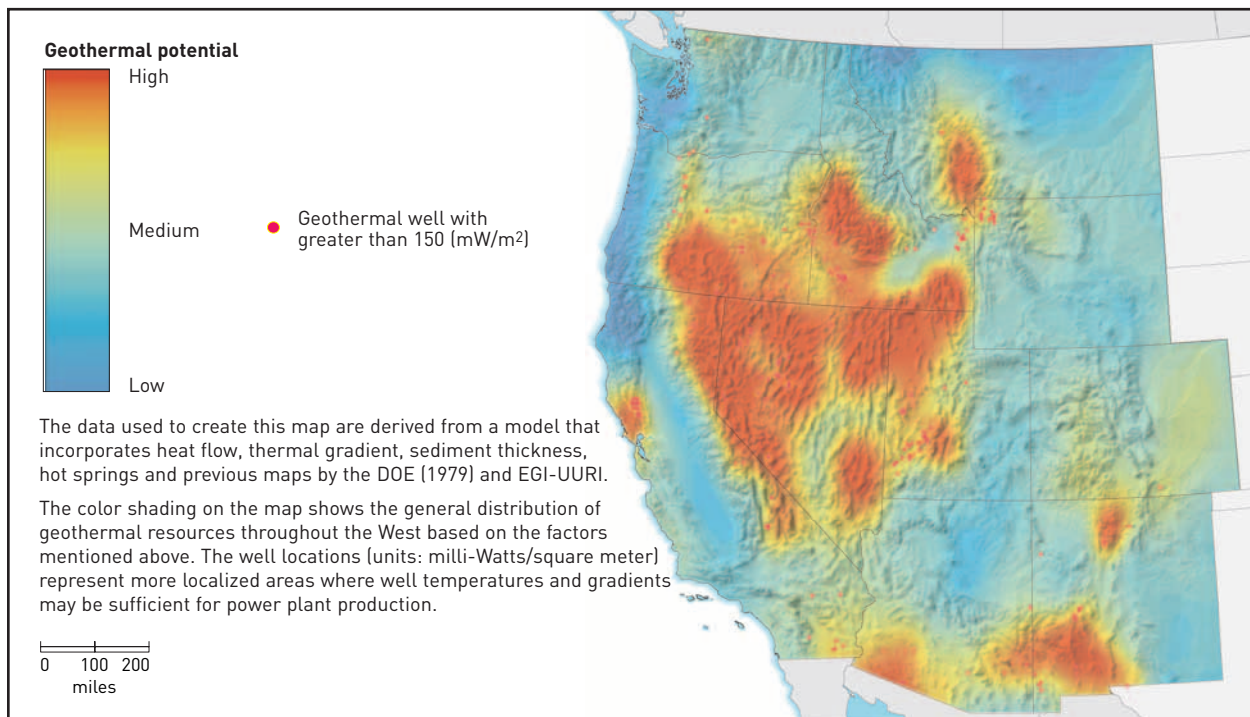 Geothermal potential
High
Medium
Low
Geothermal well with
greater than 150 (mW/m²)
The data used to create this map are derived from a model that
incorporates heat flow, thermal gradient, sediment thickness,
hot springs and previous maps by the DOE (1979) and EGI-UURI.
The color shading on the map shows the general distribution of
geothermal resources throughout the West based on the factors
mentioned above. The well locations (units: milli-Watts/square meter)
represent more localized areas where well temperatures and gradients
may be sufficient for power plant production.
0 100 200
miles